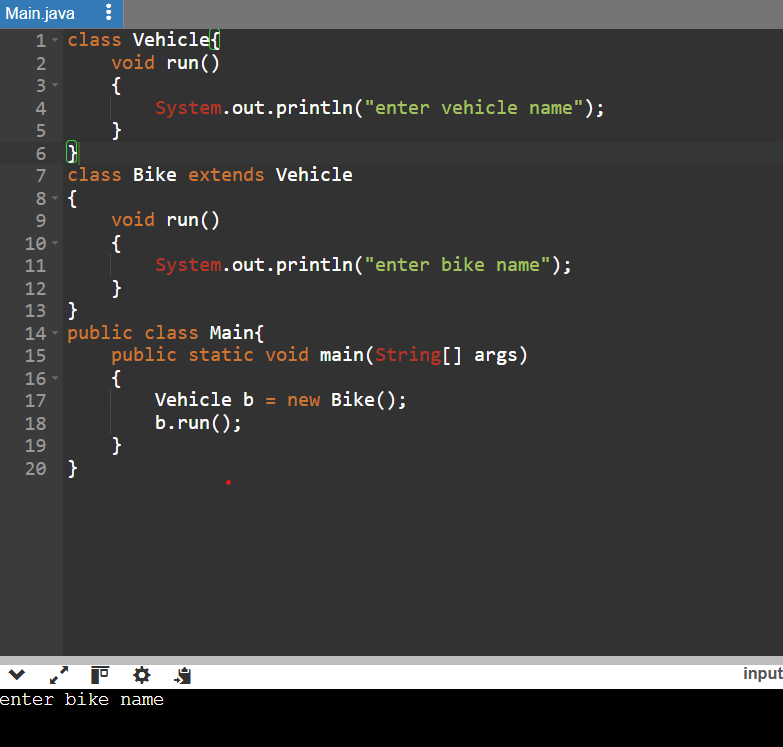 Main.java
1 class Vehicle{
2     void run()
3     {
4         System.out.println("enter vehicle name");
5     }
6 }
7 class Bike extends Vehicle
8 {
9     void run()
10     {
11         System.out.println("enter bike name");
12     }
13 }
14 public class Main{
15     public static void main(String[] args)
16     {
17         Vehicle b = new Bike();
18         b.run();
19     }
20 }
input
enter bike name